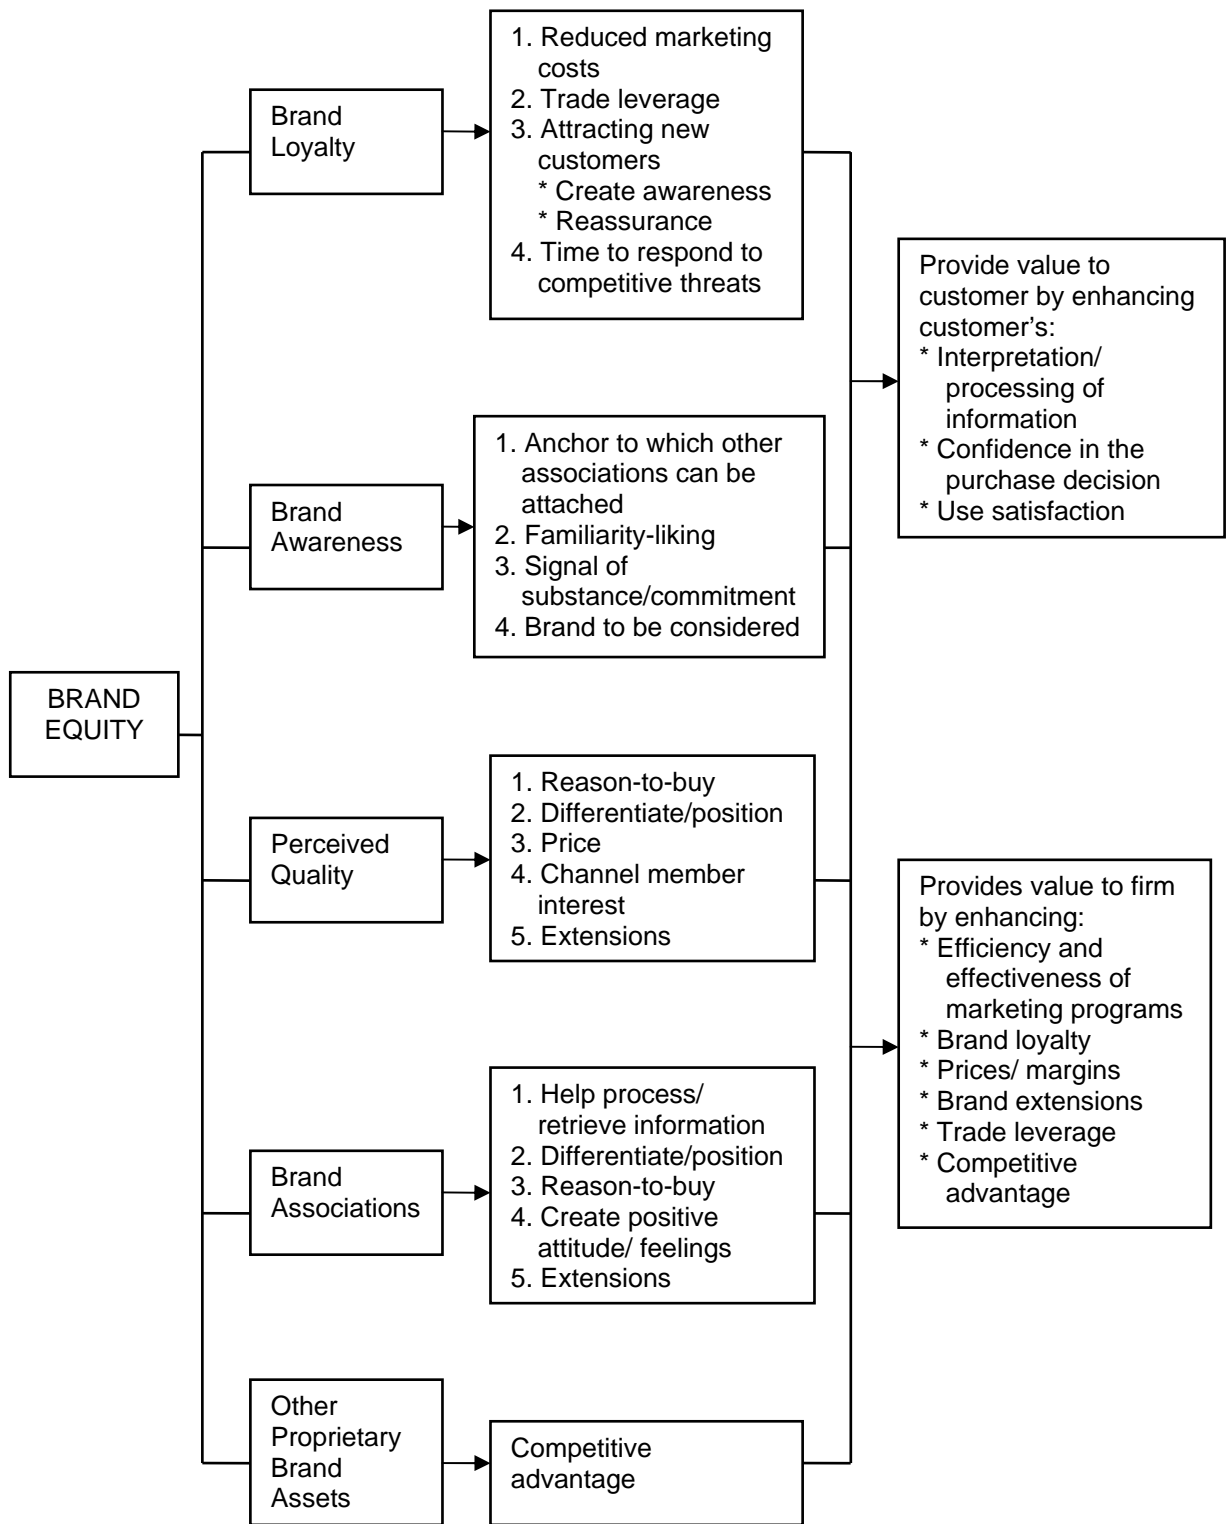 BRAND
EQUITY
Brand
Loyalty
1. Reduced marketing
costs
2. Trade leverage
3. Attracting new
customers
* Create awareness
* Reassurance
4. Time to respond to
competitive threats
Brand
Awareness
1. Anchor to which other
associations can be
attached
2. Familiarity-liking
3. Signal of
substance/commitment
4. Brand to be considered
Perceived
Quality
1. Reason-to-buy
2. Differentiate/position
3. Price
4. Channel member
interest
5. Extensions
Brand
Associations
1. Help process/
retrieve information
2. Differentiate/position
3. Reason-to-buy
4. Create positive
attitude/ feelings
5. Extensions
Other
Proprietary
Brand
Assets
Competitive
advantage
Provide value to
customer by enhancing
customer’s:
* Interpretation/
processing of
information
* Confidence in the
purchase decision
* Use satisfaction
Provides value to firm
by enhancing:
* Efficiency and
effectiveness of
marketing programs
* Brand loyalty
* Prices/ margins
* Brand extensions
* Trade leverage
* Competitive
advantage